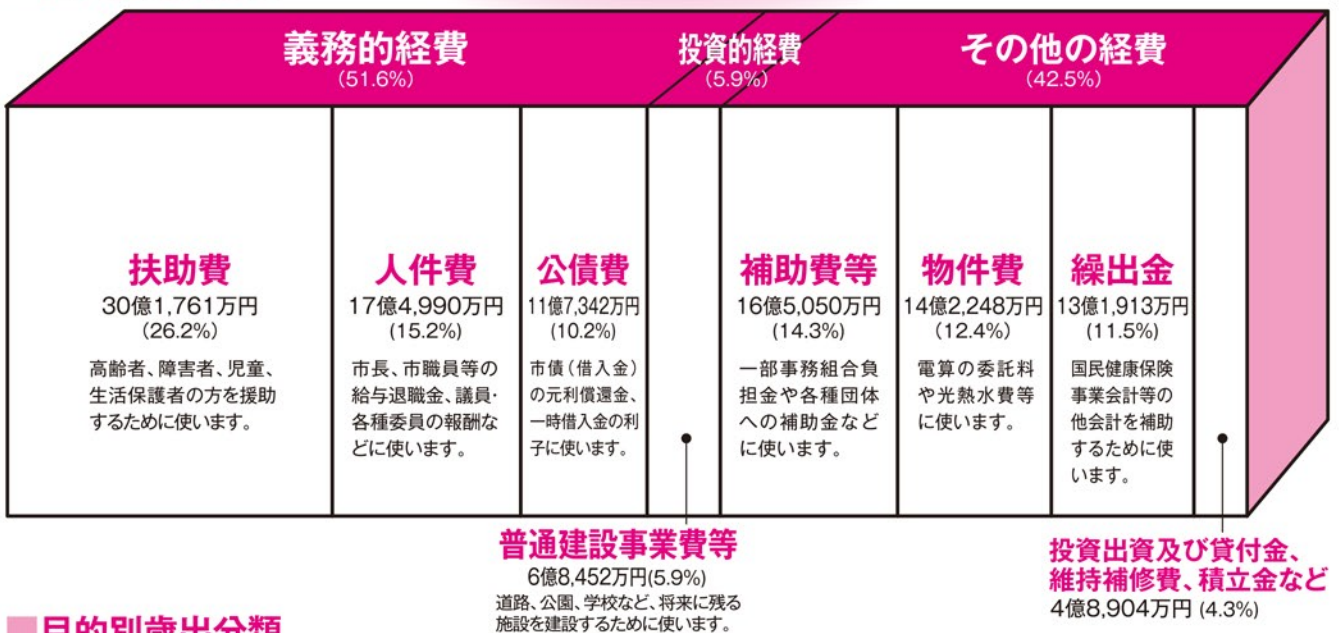 義務的経費
(51.6%)
投資的経費
(5.9%)
その他の経費
(42.5%)
扶助費
30億1,761万円
(26.2%)
高齢者、障害者、児童、
生活保護者の方を援助
するために使います。
人件費
17億4,990万円
(15.2%)
市長、市職員等の
給与退職金、議員・
各種委員の報酬な
どに使います。
公債費
11億7,342万円
(10.2%)
市債（借入金）
の元利償還金、
一時借入金の利
子に使います。
補助費等
16億5,050万円
(14.3%)
一部事務組合負
担金や各種団体
への補助金など
に使います。
物件費
14億2,248万円
(12.4%)
電算の委託料
や光熱水費等
に使います。
繰出金
13億1,913万円
(11.5%)
国民健康保険
事業会計等の
他会計を補助
するために使
います。
普通建設事業費等
6億8,452万円(5.9%)
道路、公園、学校など、将来に残る
施設を建設するために使います。
投資出資及び貸付金、
維持補修費、積立金など
4億8,904万円 (4.3%)
■目的別歳出分類